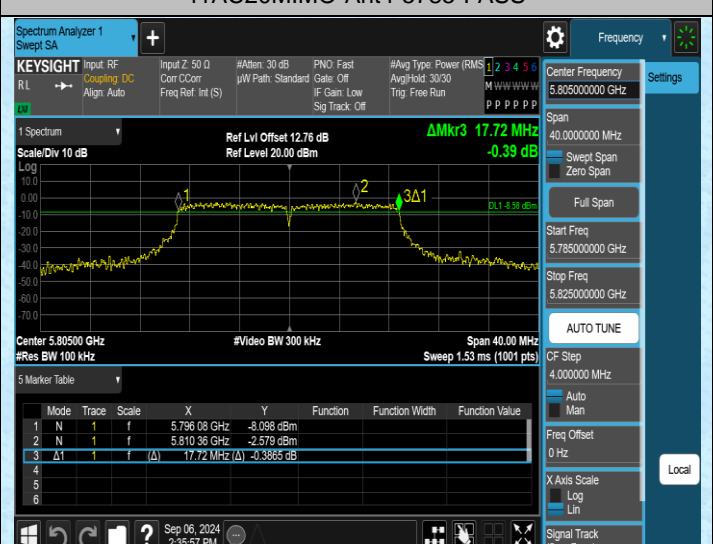 Spectrum Analyzer 1
Swept SA
Frequency
KEYSIGHT
RL
LXI
Input: RF
Coupling: DC
Align: Auto
Input Z: 50 Ω
Corr CCorr
Freq Ref: Int (S)
#Atten: 30 dB
µW Path: Standard
PNO: Fast
Gate: Off
IF Gain: Low
Sig Track: Off
#Avg Type: Power (RMS
Avg|Hold: 30/30
Trig: Free Run
1 2 3 4 5 6
M W W W W W
P P P P P P
1 Spectrum
Scale/Div 10 dB
Log
Ref Lvl Offset 12.76 dB
Ref Level 20.00 dBm
ΔMkr3 17.72 MHz
-0.39 dB
10.0
0.00
-10.0
-20.0
-30.0
-40.0
-50.0
-60.0
-70.0
1
2
3Δ1
DL1 -8.58 dBm
Center 5.80500 GHz
#Res BW 100 kHz
#Video BW 300 kHz
Span 40.00 MHz
Sweep 1.53 ms (1001 pts)
5 Marker Table
Mode Trace Scale X Y Function Function Width Function Value
1 N 1 f 5.796 08 GHz -8.098 dBm
2 N 1 f 5.810 36 GHz -2.579 dBm
3 Δ1 1 f (Δ) 17.72 MHz (Δ) -0.3865 dB
4
5
6
?
Sep 06, 2024
2:35:57 PM
Center Frequency
5.805000000 GHz
Settings
Span
40.0000000 MHz
Swept Span
Zero Span
Full Span
Start Freq
5.785000000 GHz
Stop Freq
5.825000000 GHz
AUTO TUNE
CF Step
4.000000 MHz
Auto
Man
Freq Offset
0 Hz
X Axis Scale
Log
Lin
Local
Signal Track